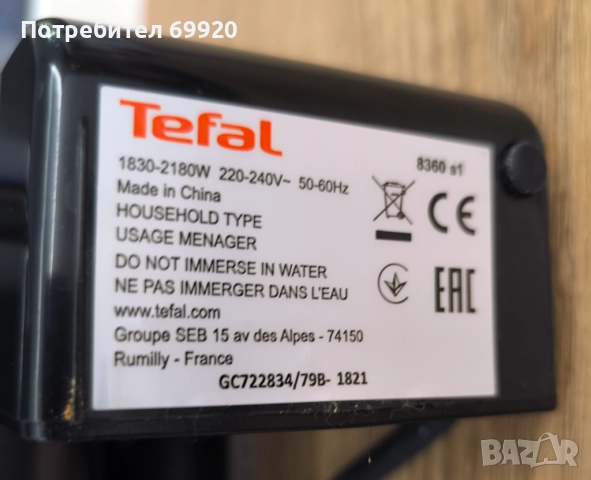 Потребител 69920
Tefal
8360 s1
1830-2180W 220-240V~ 50-60Hz
Made in China
HOUSEHOLD TYPE
USAGE MENAGER
DO NOT IMMERSE IN WATER
NE PAS IMMERGER DANS L'EAU
www.tefal.com
Groupe SEB 15 av des Alpes - 74150
Rumilly - France
GC722834/79B- 1821
CE
EAC
BAZAR
bg